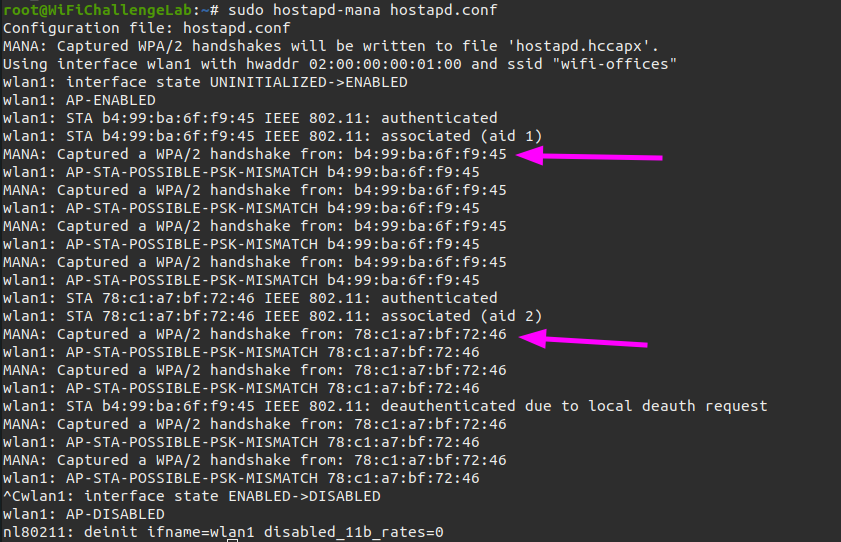 root@WiFiChallengeLab:~# sudo hostapd-mana hostapd.conf
Configuration file: hostapd.conf
MANA: Captured WPA/2 handshakes will be written to file 'hostapd.hccapx'.
Using interface wlan1 with hwaddr 02:00:00:00:01:00 and ssid "wifi-offices"
wlan1: interface state UNINITIALIZED->ENABLED
wlan1: AP-ENABLED
wlan1: STA b4:99:ba:6f:f9:45 IEEE 802.11: authenticated
wlan1: STA b4:99:ba:6f:f9:45 IEEE 802.11: associated (aid 1)
MANA: Captured a WPA/2 handshake from: b4:99:ba:6f:f9:45
wlan1: AP-STA-POSSIBLE-PSK-MISMATCH b4:99:ba:6f:f9:45
MANA: Captured a WPA/2 handshake from: b4:99:ba:6f:f9:45
wlan1: AP-STA-POSSIBLE-PSK-MISMATCH b4:99:ba:6f:f9:45
MANA: Captured a WPA/2 handshake from: b4:99:ba:6f:f9:45
wlan1: AP-STA-POSSIBLE-PSK-MISMATCH b4:99:ba:6f:f9:45
MANA: Captured a WPA/2 handshake from: b4:99:ba:6f:f9:45
wlan1: AP-STA-POSSIBLE-PSK-MISMATCH b4:99:ba:6f:f9:45
wlan1: STA 78:c1:a7:bf:72:46 IEEE 802.11: authenticated
wlan1: STA 78:c1:a7:bf:72:46 IEEE 802.11: associated (aid 2)
MANA: Captured a WPA/2 handshake from: 78:c1:a7:bf:72:46
wlan1: AP-STA-POSSIBLE-PSK-MISMATCH 78:c1:a7:bf:72:46
MANA: Captured a WPA/2 handshake from: 78:c1:a7:bf:72:46
wlan1: AP-STA-POSSIBLE-PSK-MISMATCH 78:c1:a7:bf:72:46
wlan1: STA b4:99:ba:6f:f9:45 IEEE 802.11: deauthenticated due to local deauth request
MANA: Captured a WPA/2 handshake from: 78:c1:a7:bf:72:46
wlan1: AP-STA-POSSIBLE-PSK-MISMATCH 78:c1:a7:bf:72:46
MANA: Captured a WPA/2 handshake from: 78:c1:a7:bf:72:46
wlan1: AP-STA-POSSIBLE-PSK-MISMATCH 78:c1:a7:bf:72:46
^Cwlan1: interface state ENABLED->DISABLED
wlan1: AP-DISABLED
nl80211: deinit ifname=wlan1 disabled_11b_rates=0